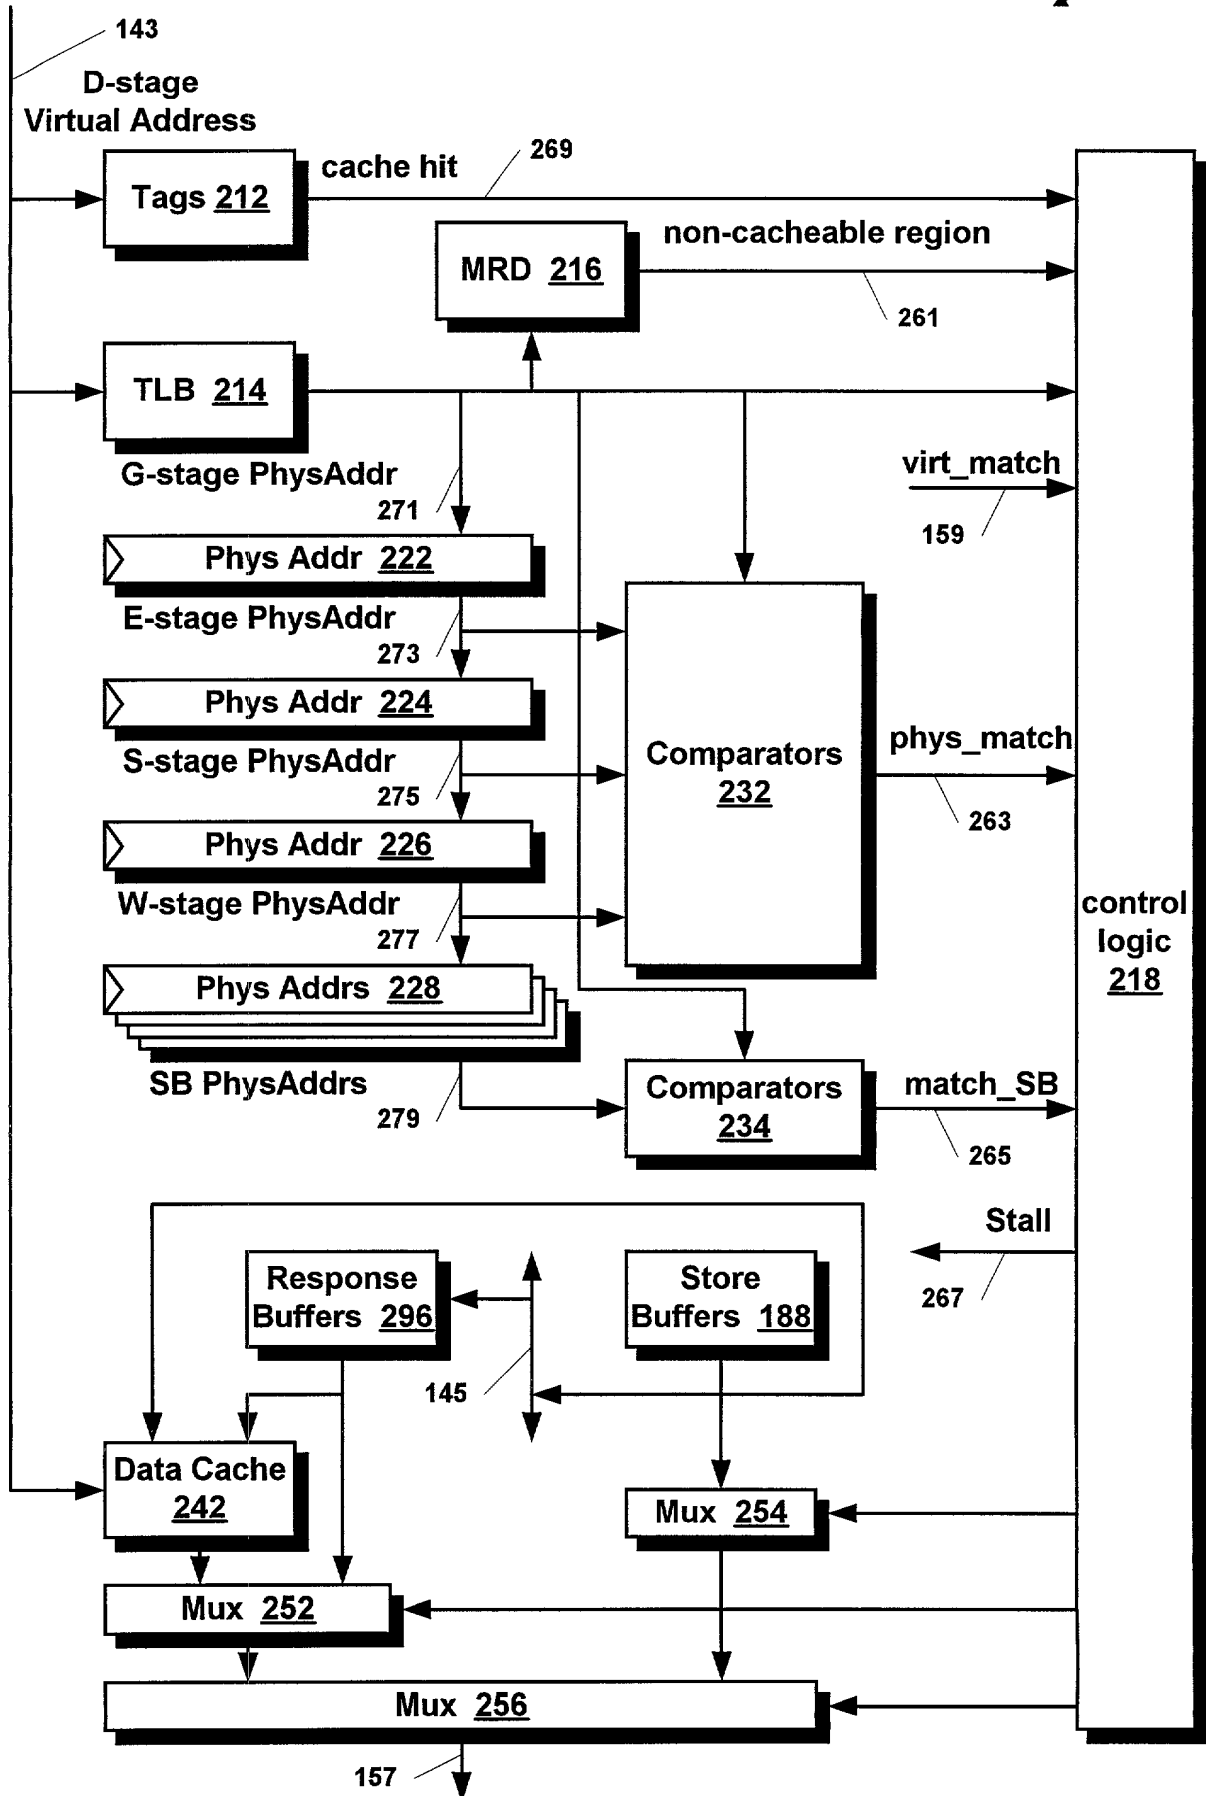 143
D-stage
Virtual Address
Tags 212
cache hit
269
MRD 216
non-cacheable region
261
TLB 214
G-stage PhysAddr
271
virt_match
159
Phys Addr 222
E-stage PhysAddr
273
Phys Addr 224
S-stage PhysAddr
275
Comparators
232
phys_match
263
Phys Addr 226
W-stage PhysAddr
277
control
logic
218
Phys Addrs 228
SB PhysAddrs
279
Comparators
234
match_SB
265
Stall
267
Response
Buffers 296
Store
Buffers 188
145
Data Cache
242
Mux 254
Mux 252
Mux 256
157